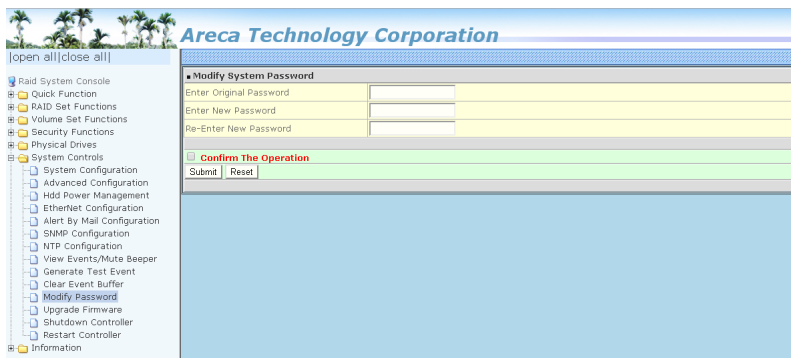 Areca Technology Corporation
|open all|close all|
Raid System Console
Quick Function
RAID Set Functions
Volume Set Functions
Security Functions
Physical Drives
System Controls
System Configuration
Advanced Configuration
Hdd Power Management
EtherNet Configuration
Alert By Mail Configuration
SNMP Configuration
NTP Configuration
View Events/Mute Beeper
Generate Test Event
Clear Event Buffer
Modify Password
Upgrade Firmware
Shutdown Controller
Restart Controller
Information
Modify System Password
Enter Original Password
Enter New Password
Re-Enter New Password
Confirm The Operation
Submit Reset